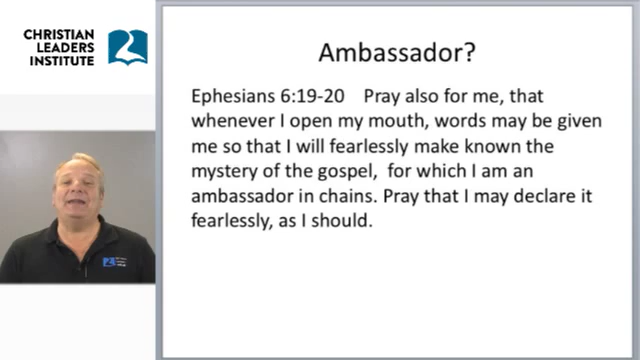 CHRISTIAN
LEADERS
INSTITUTE
Ambassador?
Ephesians 6:19-20 Pray also for me, that
whenever I open my mouth, words may be given
me so that I will fearlessly make known the
mystery of the gospel, for which I am an
ambassador in chains. Pray that I may declare it
fearlessly, as I should.